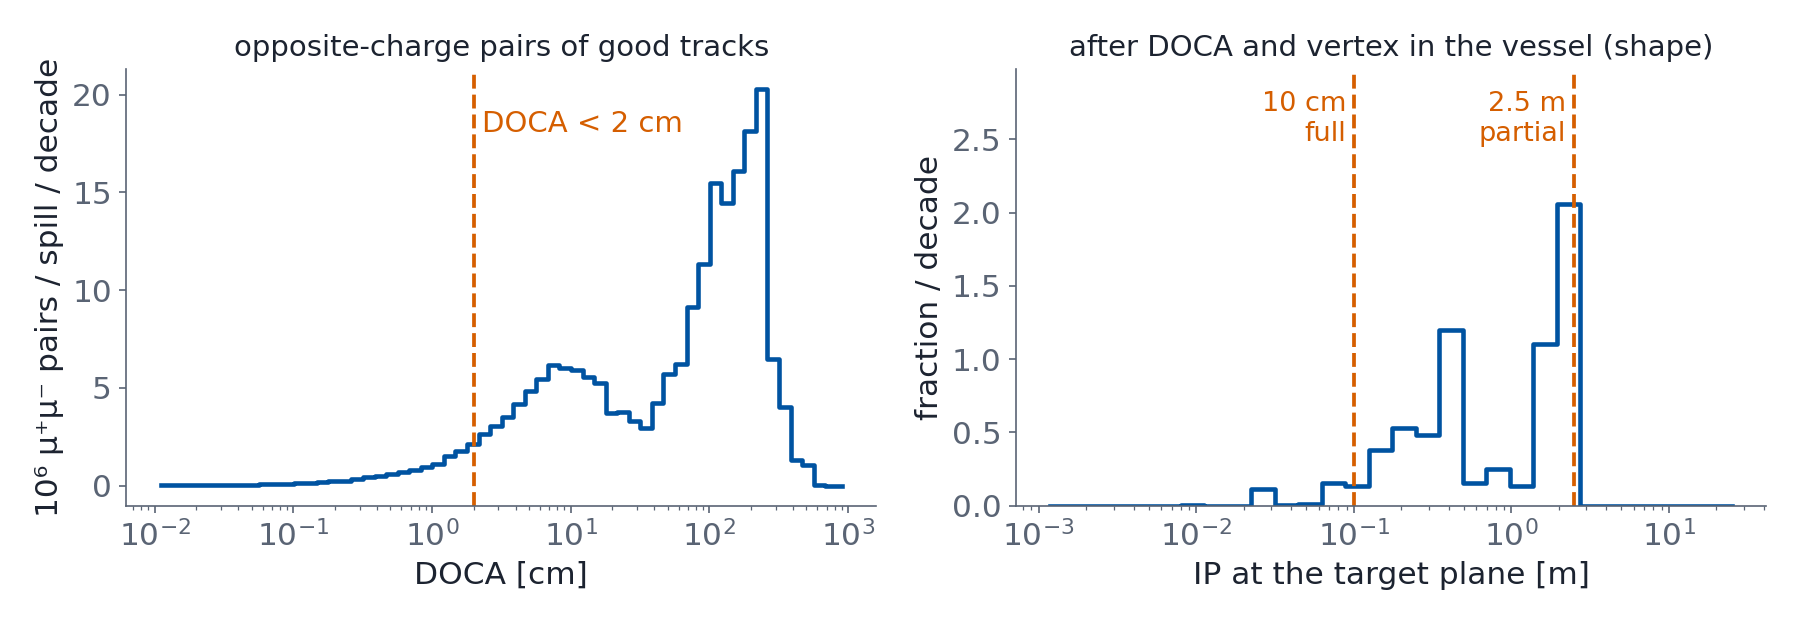 opposite-charge pairs of good tracks
10⁶ μ⁺μ⁻ pairs / spill / decade
20
15
10
5
0
DOCA < 2 cm
10⁻² 10⁻¹ 10⁰ 10¹ 10² 10³
DOCA [cm]
after DOCA and vertex in the vessel (shape)
fraction / decade
2.5
2.0
1.5
1.0
0.5
0.0
10 cm
full
2.5 m
partial
10⁻³ 10⁻² 10⁻¹ 10⁰ 10¹
IP at the target plane [m]